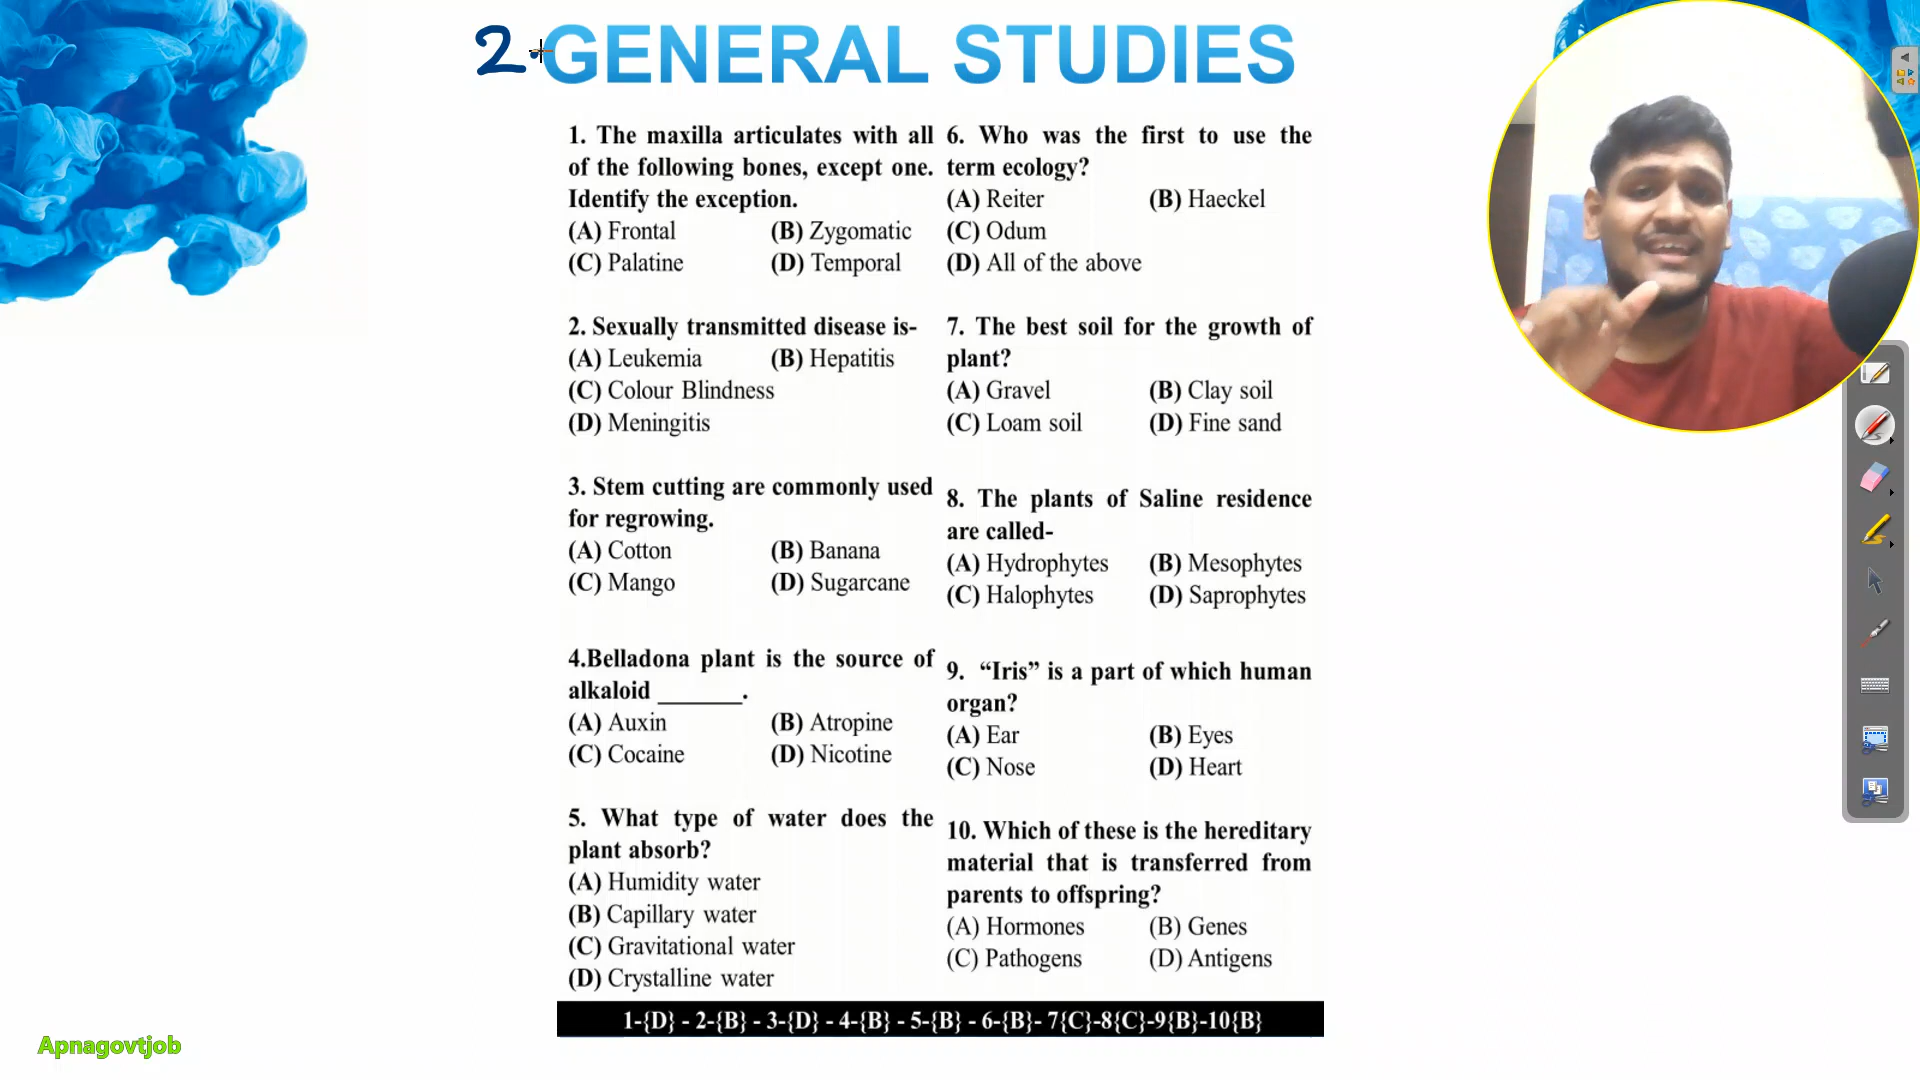 2. GENERAL STUDIES
1. The maxilla articulates with all
of the following bones, except one.
Identify the exception.
(A) Frontal (B) Zygomatic
(C) Palatine (D) Temporal
2. Sexually transmitted disease is-
(A) Leukemia (B) Hepatitis
(C) Colour Blindness
(D) Meningitis
3. Stem cutting are commonly used
for regrowing.
(A) Cotton (B) Banana
(C) Mango (D) Sugarcane
4.Belladona plant is the source of
alkaloid _______.
(A) Auxin (B) Atropine
(C) Cocaine (D) Nicotine
5. What type of water does the
plant absorb?
(A) Humidity water
(B) Capillary water
(C) Gravitational water
(D) Crystalline water
6. Who was the first to use the
term ecology?
(A) Reiter (B) Haeckel
(C) Odum
(D) All of the above
7. The best soil for the growth of
plant?
(A) Gravel (B) Clay soil
(C) Loam soil (D) Fine sand
8. The plants of Saline residence
are called-
(A) Hydrophytes (B) Mesophytes
(C) Halophytes (D) Saprophytes
9. “Iris” is a part of which human
organ?
(A) Ear (B) Eyes
(C) Nose (D) Heart
10. Which of these is the hereditary
material that is transferred from
parents to offspring?
(A) Hormones (B) Genes
(C) Pathogens (D) Antigens
1-{D} - 2-{B} - 3-{D} - 4-{B} - 5-{B} - 6-{B}- 7{C}-8{C}-9{B}-10{B}
Apnagovtjob